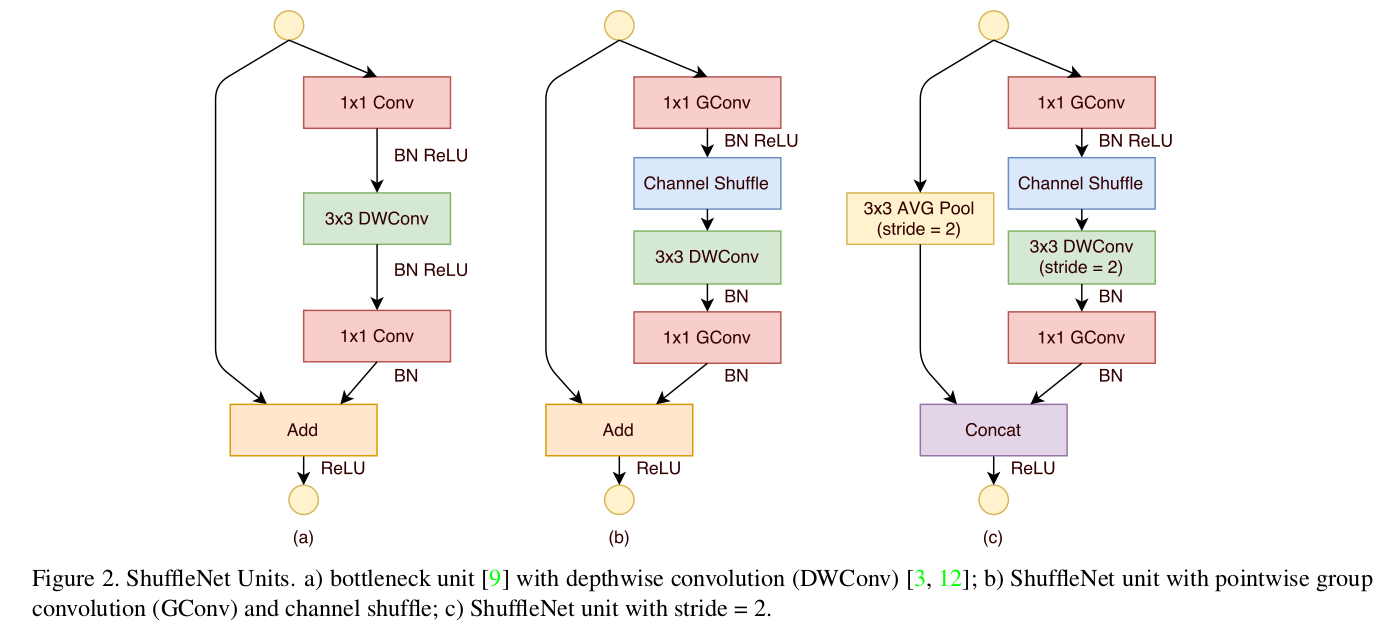 1x1 Conv
BN ReLU
3x3 DWConv
BN ReLU
1x1 Conv
BN
Add
ReLU
(a)
1x1 GConv
BN ReLU
Channel Shuffle
3x3 DWConv
BN
1x1 GConv
BN
Add
ReLU
(b)
3x3 AVG Pool
(stride = 2)
1x1 GConv
BN ReLU
Channel Shuffle
3x3 DWConv
(stride = 2)
BN
1x1 GConv
BN
Concat
ReLU
(c)
Figure 2. ShuffleNet Units. a) bottleneck unit [9] with depthwise convolution (DWConv) [3, 12]; b) ShuffleNet unit with pointwise group
convolution (GConv) and channel shuffle; c) ShuffleNet unit with stride = 2.